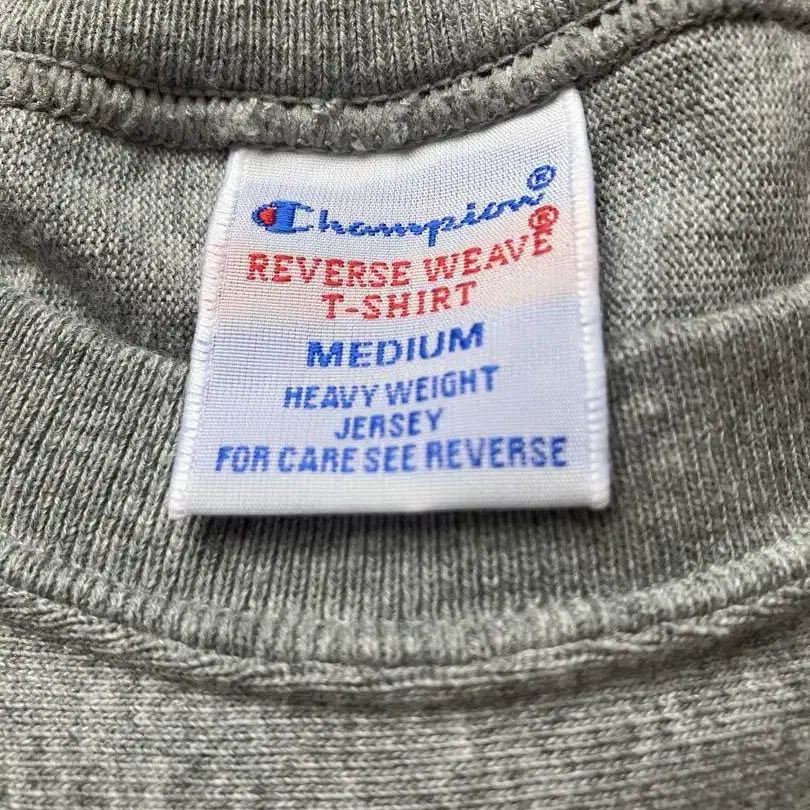 Champion®
REVERSE WEAVE®
T-SHIRT
MEDIUM
HEAVY WEIGHT
JERSEY
FOR CARE SEE REVERSE